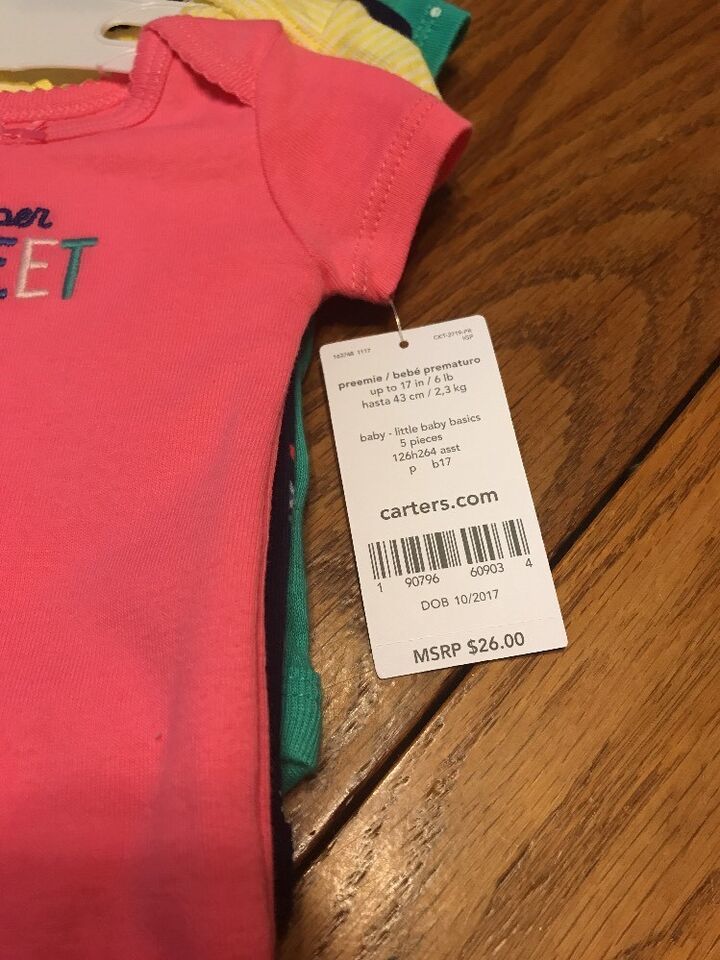 per
EET
163748 1117
CKT-2719-PR
IGP
preemie / bebé prematuro
up to 17 in / 6 lb
hasta 43 cm / 2,3 kg
baby - little baby basics
5 pieces
126h264 asst
p b17
carters.com
1 90796 60903 4
DOB 10/2017
MSRP $26.00